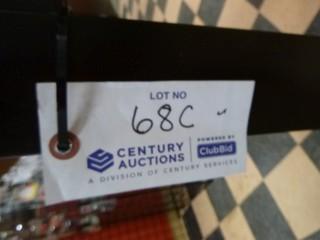 LOT NO
68C
CENTURY AUCTIONS
POWERED BY
ClubBid
A DIVISION OF CENTURY SERVICES